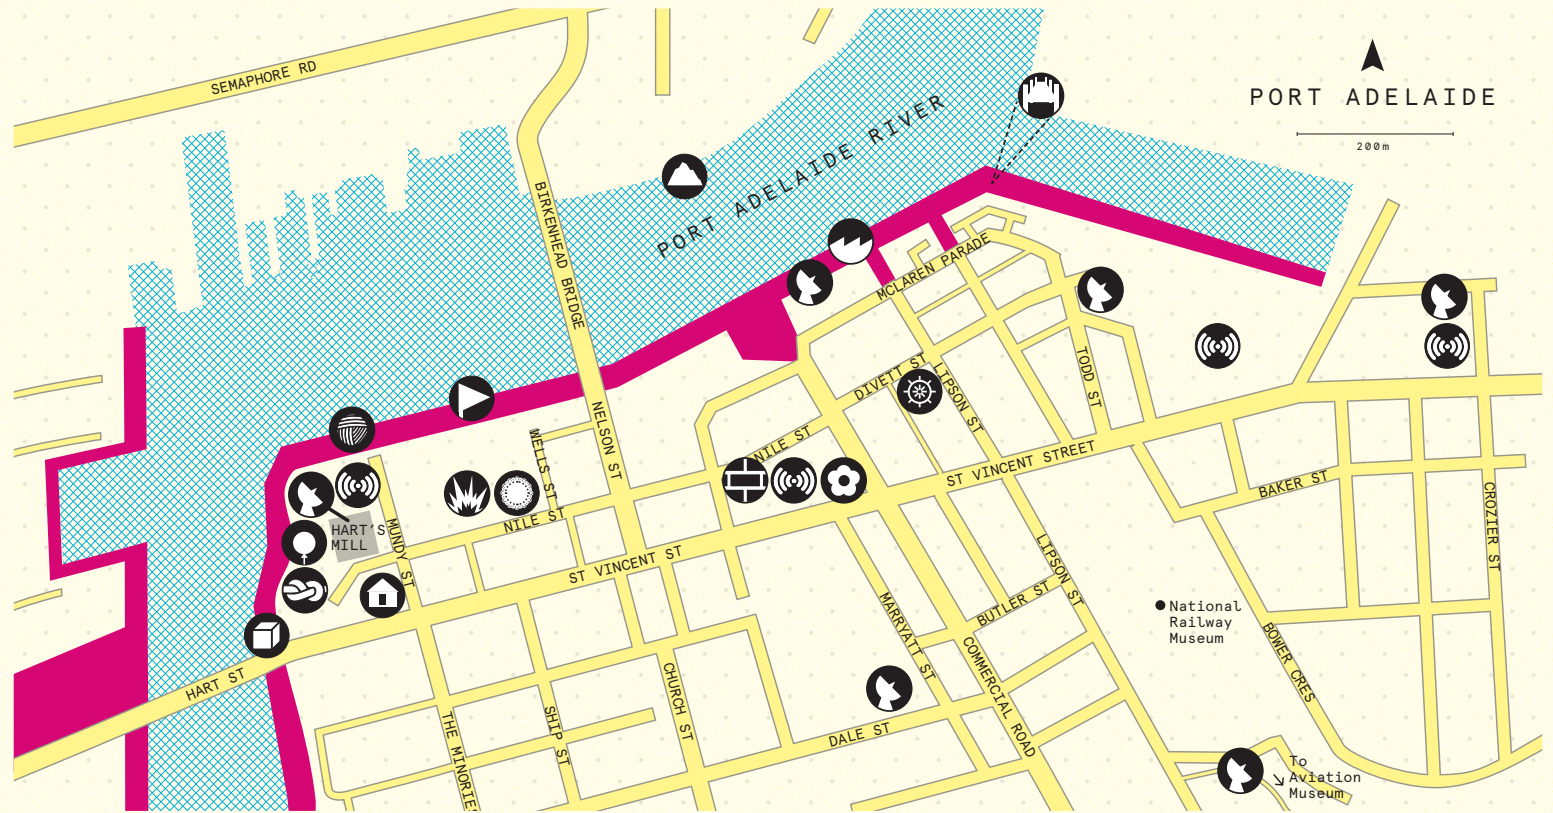 SEMAPHORE RD
PORT ADELAIDE
200m
PORT ADELAIDE RIVER
BIRKENHEAD BRIDGE
MCLAREN PARADE
TODD ST
DIVETT ST
LIPSON ST
NELSON ST
WELLS ST
NILE ST
NILE ST
ST VINCENT STREET
BAKER ST
CROZIER ST
HART'S
MILL
MUNDY ST
ST VINCENT ST
LIPSON ST
BUTLER ST
MARRYATT ST
COMMERCIAL ROAD
National
Railway
Museum
BOWER CRES
HART ST
CHURCH ST
SHIP ST
THE MINORIES
DALE ST
To
Aviation
Museum